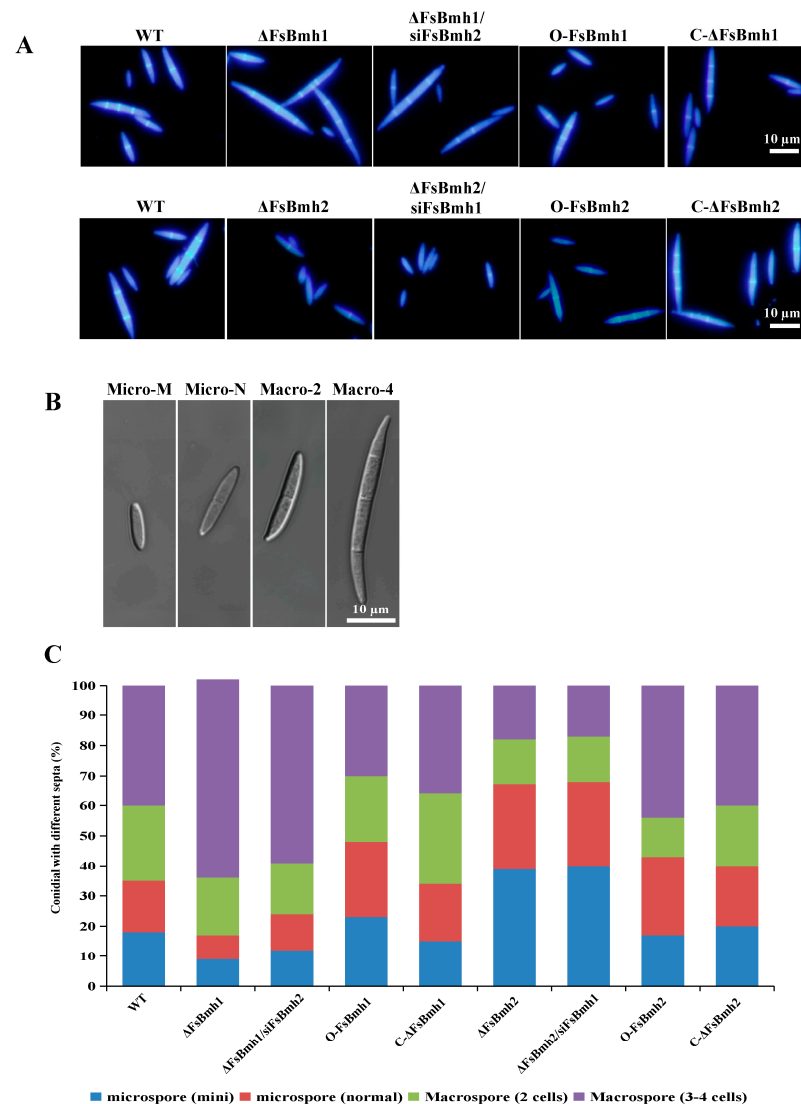 A
WT
ΔFsBmh1
ΔFsBmh1/
siFsBmh2
O-FsBmh1
C-ΔFsBmh1
10 µm
WT
ΔFsBmh2
ΔFsBmh2/
siFsBmh1
O-FsBmh2
C-ΔFsBmh2
10 µm
B
Micro-M
Micro-N
Macro-2
Macro-4
10 µm
C
Conidial with different septa (%)
100
90
80
70
60
50
40
30
20
10
0
WT
ΔFsBmh1
ΔFsBmh1/siFsBmh2
O-FsBmh1
C-ΔFsBmh1
ΔFsBmh2
ΔFsBmh2/siFsBmh1
O-FsBmh2
C-ΔFsBmh2
microspore (mini)
microspore (normal)
Macrospore (2 cells)
Macrospore (3-4 cells)